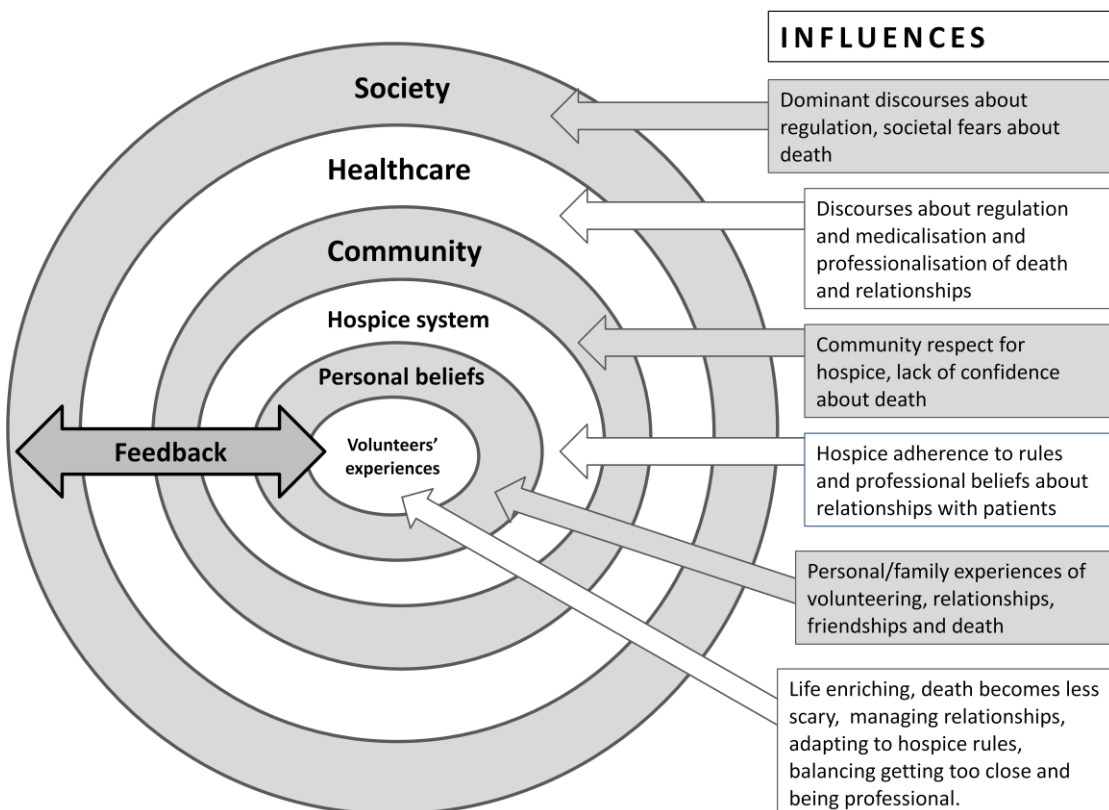 INFLUENCES
Society
Dominant discourses about
regulation, societal fears about
death
Healthcare
Discourses about regulation
and medicalisation and
professionalisation of death
and relationships
Community
Hospice system
Community respect for
hospice, lack of confidence
about death
Personal beliefs
Feedback
Volunteers’
experiences
Hospice adherence to rules
and professional beliefs about
relationships with patients
Personal/family experiences of
volunteering, relationships,
friendships and death
Life enriching, death becomes less
scary, managing relationships,
adapting to hospice rules,
balancing getting too close and
being professional.